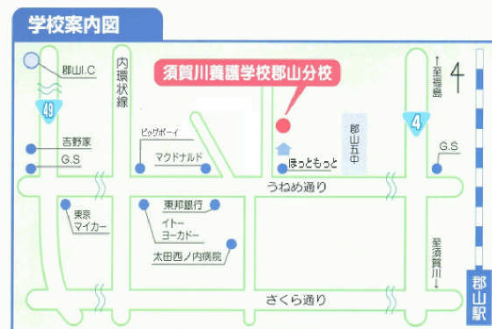 学校案内図
郡山I.C
49
内環状線
須賀川養護学校郡山分校
↑至福島
4
4
吉野家
G.S
ビッグボーイ
マクドナルド
ほっともっと
郡山五中
G.S
うねめ通り
東京
マイカー
東邦銀行
イトー
ヨーカドー
太田西ノ内病院
至須賀川↓
さくら通り
郡山駅